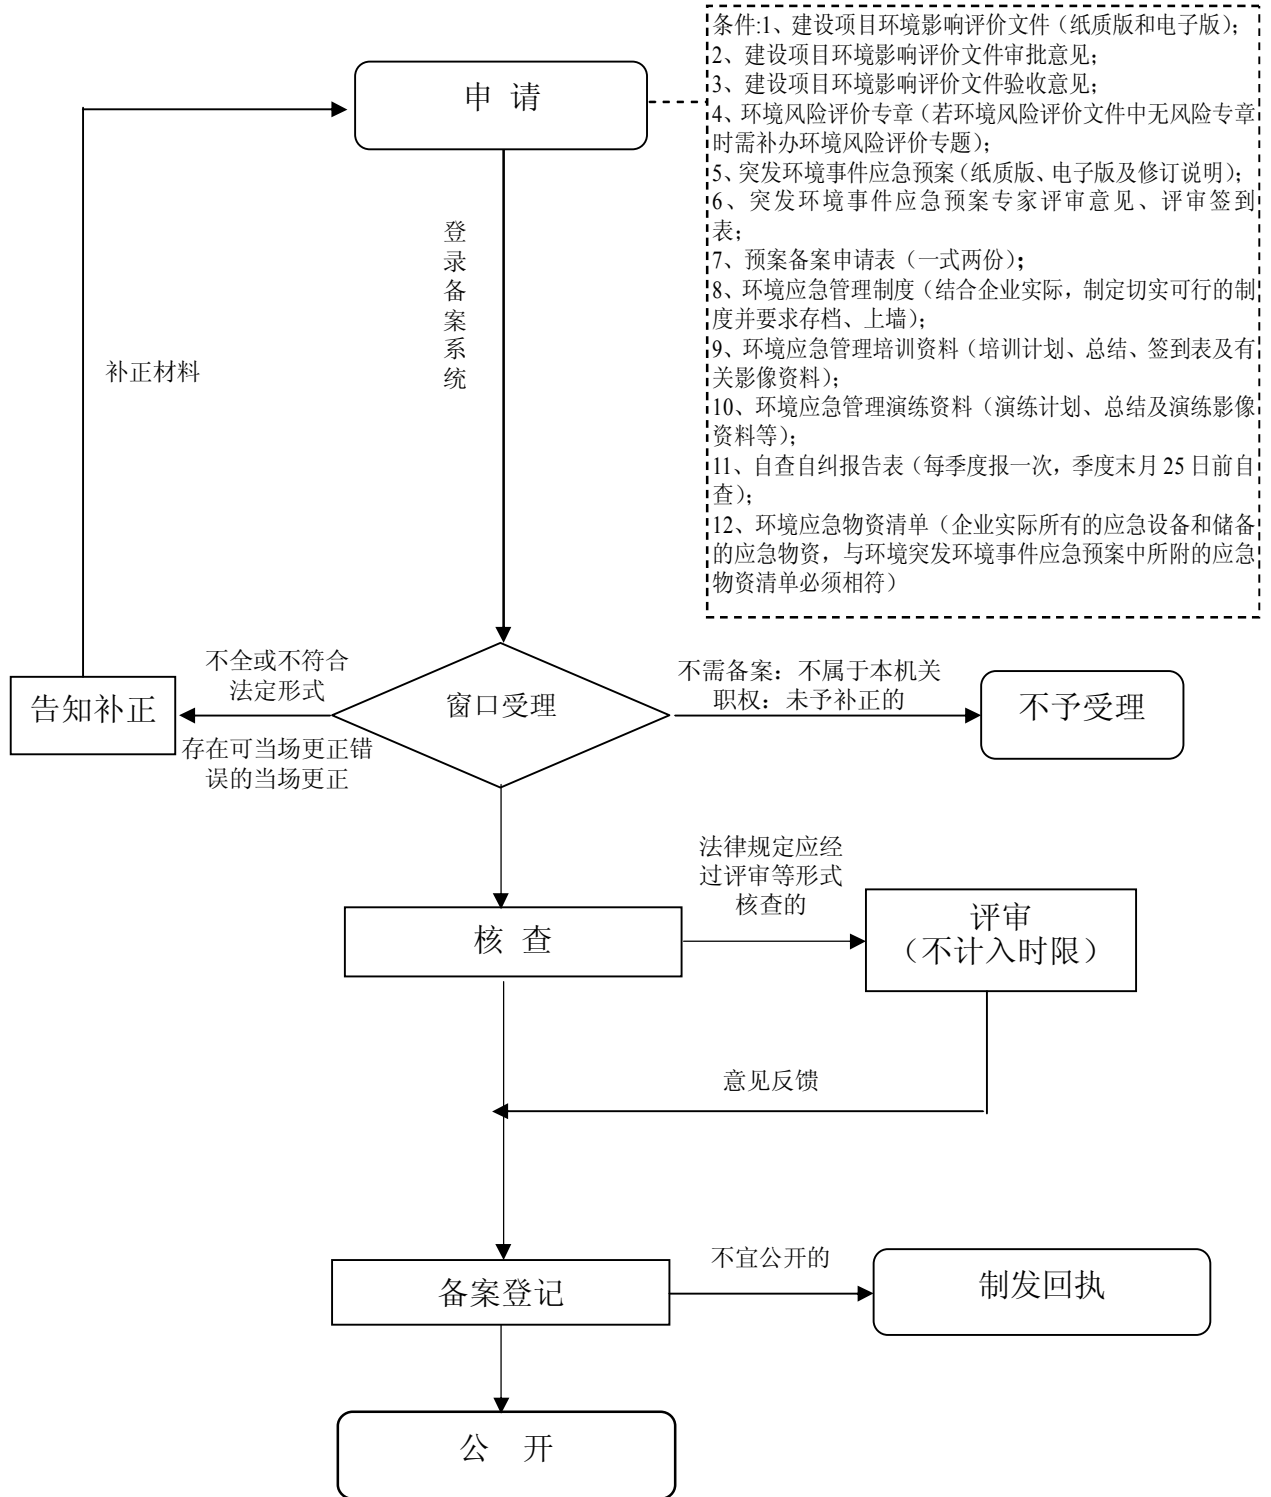 条件:1、建设项目环境影响评价文件（纸质版和电子版）；
2、建设项目环境影响评价文件审批意见；
3、建设项目环境影响评价文件验收意见；
4、环境风险评价专章（若环境风险评价文件中无风险专章
时需补办环境风险评价专题）；
5、突发环境事件应急预案（纸质版、电子版及修订说明）；
6、突发环境事件应急预案专家评审意见、评审签到
表；
7、预案备案申请表（一式两份）；
8、环境应急管理制度（结合企业实际，制定切实可行的制
度并要求存档、上墙）；
9、环境应急管理培训资料（培训计划、总结、签到表及有
关影像资料）；
10、环境应急管理演练资料（演练计划、总结及演练影像
资料等）；
11、自查自纠报告表（每季度报一次，季度末月 25 日前自
查）；
12、环境应急物资清单（企业实际所有的应急设备和储备
的应急物资，与环境突发环境事件应急预案中所附的应急
物资清单必须相符）
申 请
登录备案系统
补正材料
不全或不符合
法定形式
告知补正
存在可当场更正错
误的当场更正
窗口受理
不需备案：不属于本机关
职权：未予补正的
不予受理
核 查
法律规定应经
过评审等形式
核查的
评审
（不计入时限）
意见反馈
备案登记
不宜公开的
制发回执
公 开